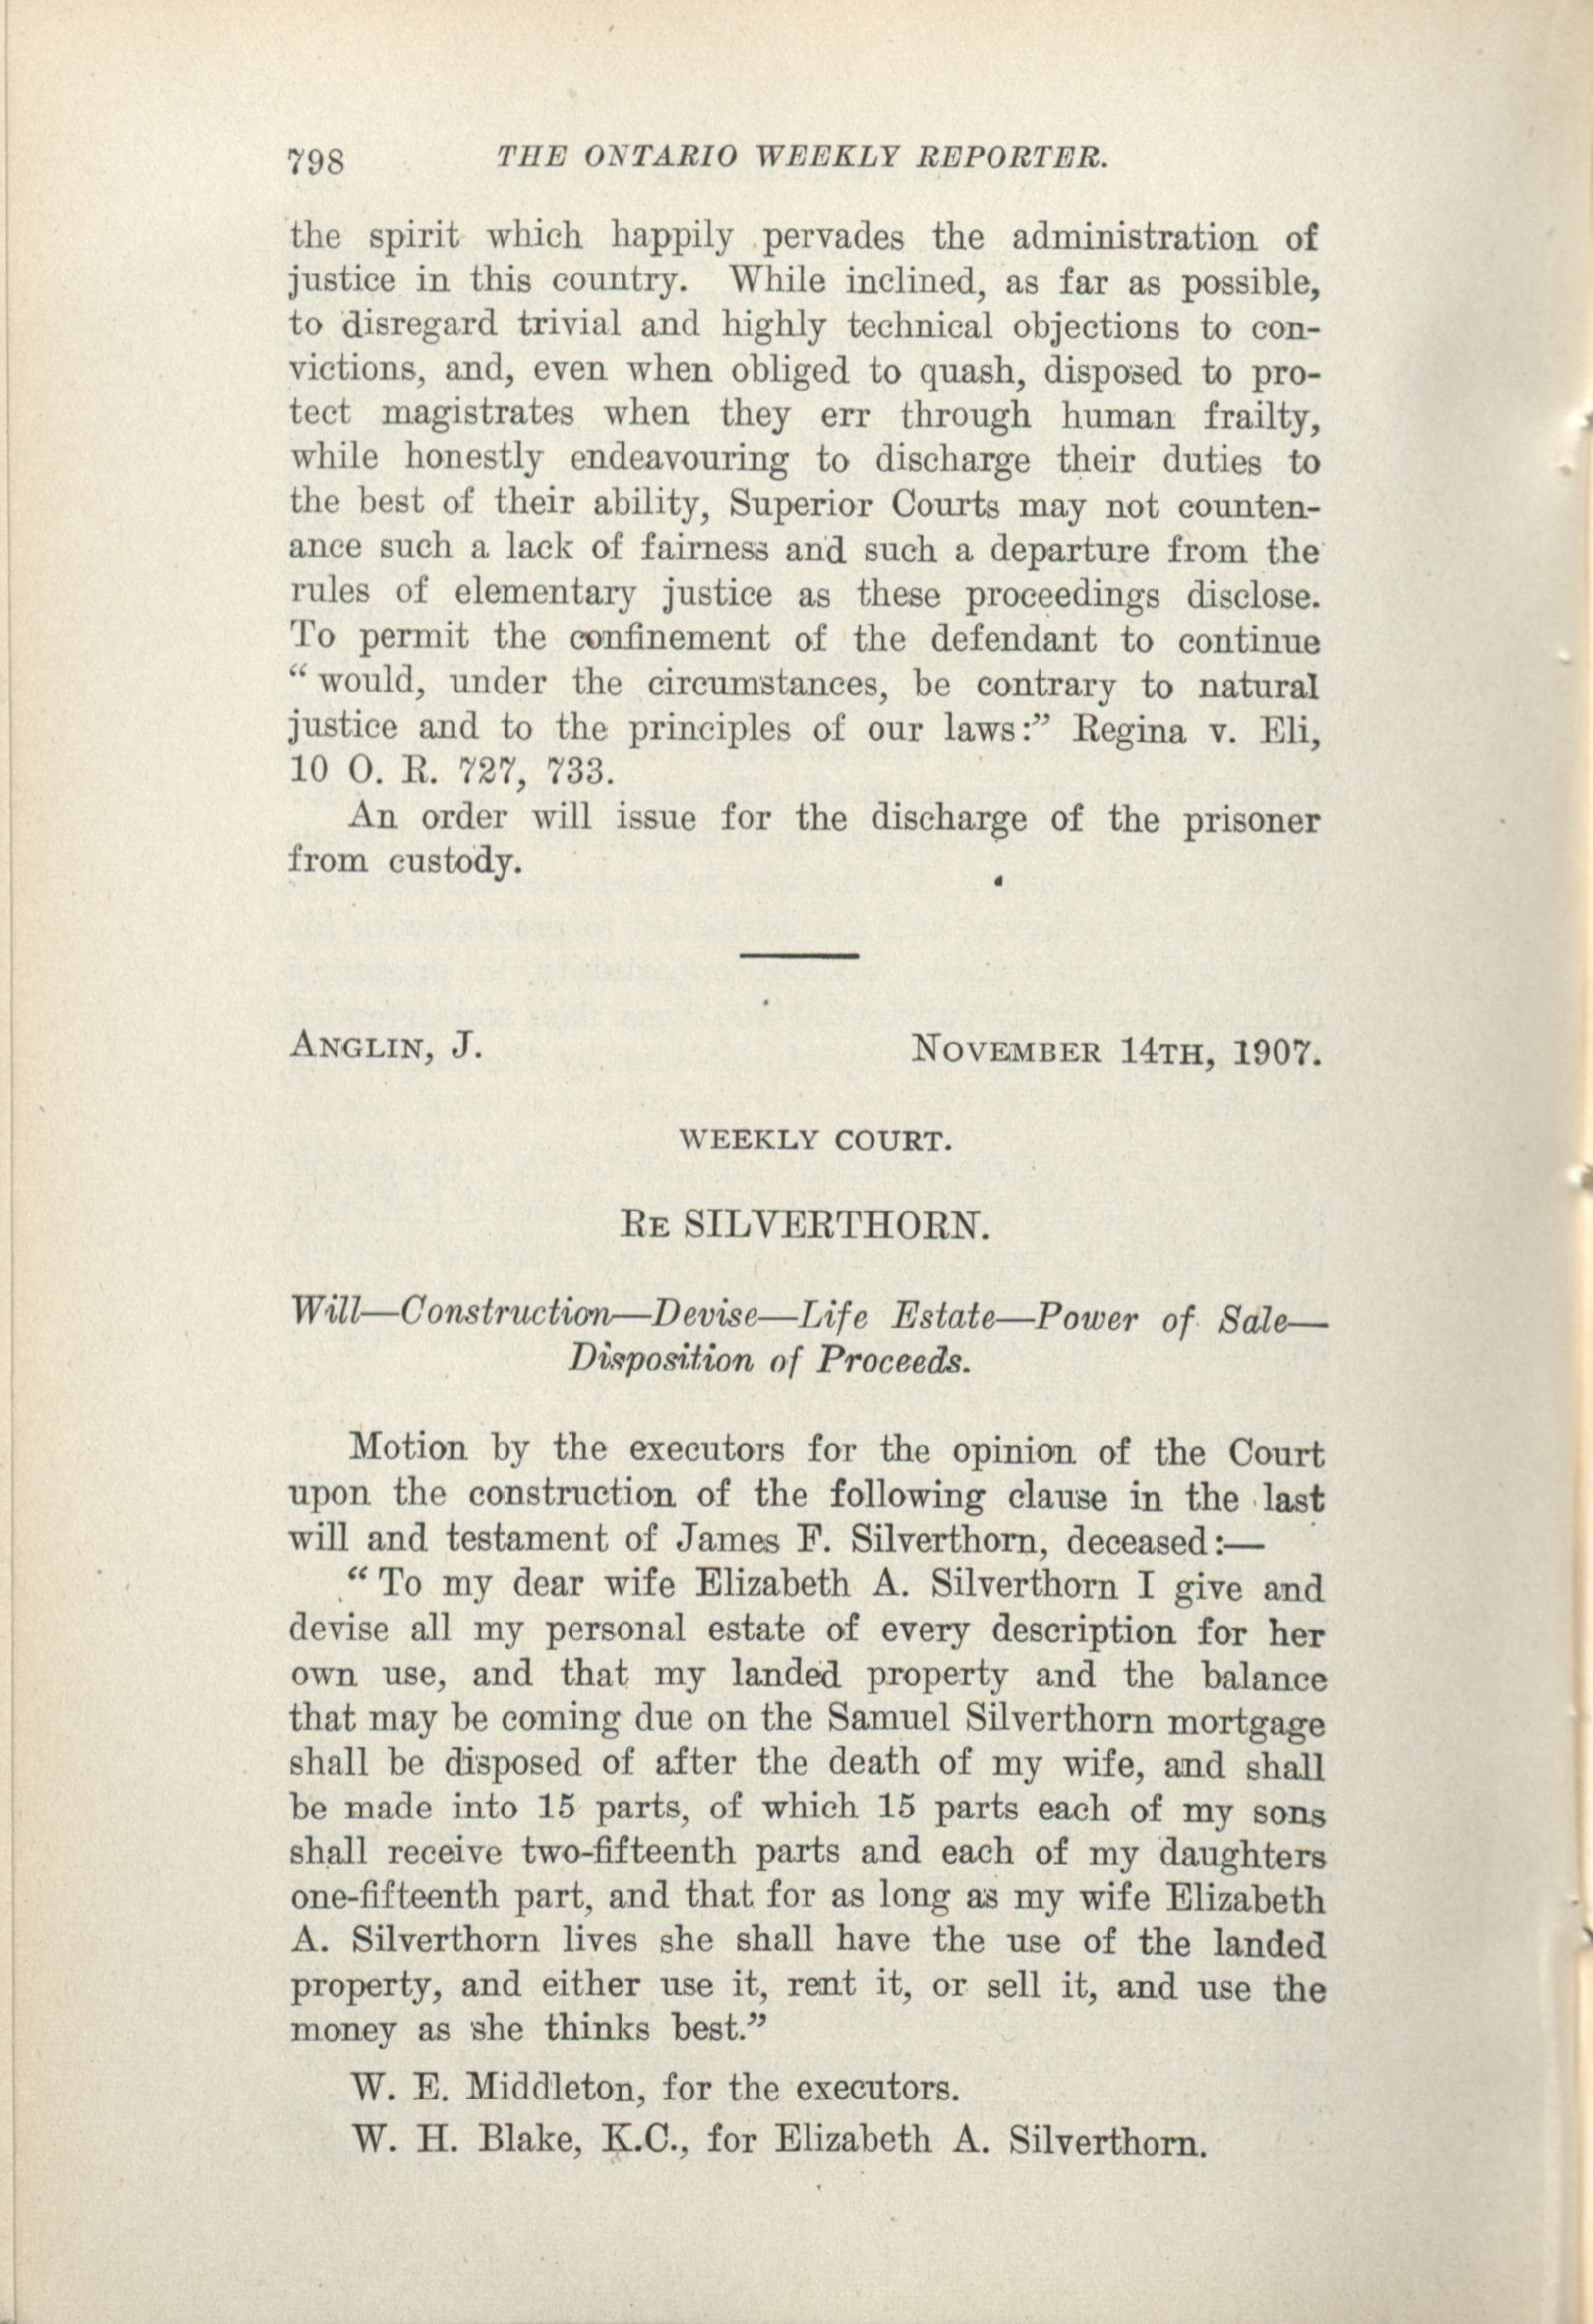 798 THE ONTARIO WEEKLY REPORTER.
the spirit which happily pervades the administration of
justice in this country. While inclined, as far as possible,
to disregard trivial and highly technical objections to con-
victions, and, even when obliged to quash, disposed to pro-
tect magistrates when they err through human frailty,
while honestly endeavouring to discharge their duties to
the best of their ability, Superior Courts may not counten-
ance such a lack of fairness and such a departure from the
rules of elementary justice as these proceedings disclose.
To permit the confinement of the defendant to continue
“would, under the circumstances, be contrary to natural
justice and to the principles of our laws:” Regina v. Eli,
10 O. R. 727, 733.
An order will issue for the discharge of the prisoner
from custody.
ANGLIN, J. NOVEMBER 14TH, 1907.
WEEKLY COURT.
RE SILVERTHORN.
Will—Construction—Devise—Life Estate—Power of Sale—
Disposition of Proceeds.
Motion by the executors for the opinion of the Court
upon the construction of the following clause in the last
will and testament of James F. Silverthorn, deceased:—
“To my dear wife Elizabeth A. Silverthorn I give and
devise all my personal estate of every description for her
own use, and that my landed property and the balance
that may be coming due on the Samuel Silverthorn mortgage
shall be disposed of after the death of my wife, and shall
be made into 15 parts, of which 15 parts each of my sons
shall receive two-fifteenth parts and each of my daughters
one-fifteenth part, and that for as long as my wife Elizabeth
A. Silverthorn lives she shall have the use of the landed
property, and either use it, rent it, or sell it, and use the
money as she thinks best.”
W. E. Middleton, for the executors.
W. H. Blake, K.C., for Elizabeth A. Silverthorn.